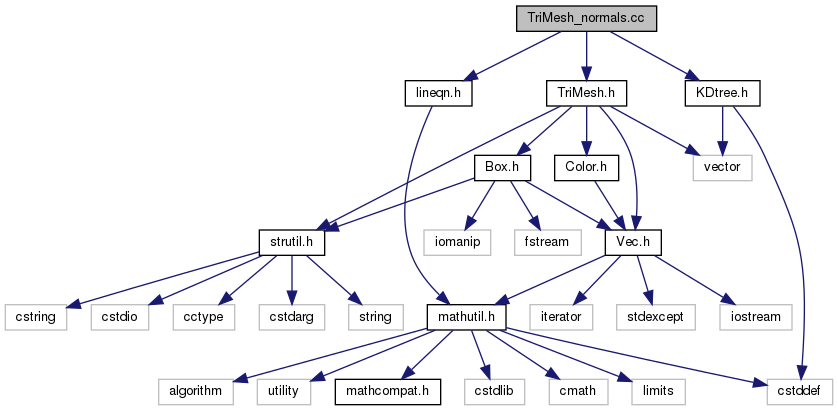 TriMesh_normals.cc
lineqn.h
TriMesh.h
KDtree.h
Box.h
Color.h
vector
strutil.h
iomanip
fstream
Vec.h
cstring
cstdio
cctype
cstdarg
string
mathutil.h
iterator
stdexcept
iostream
algorithm
utility
mathcompat.h
cstdlib
cmath
limits
cstddef